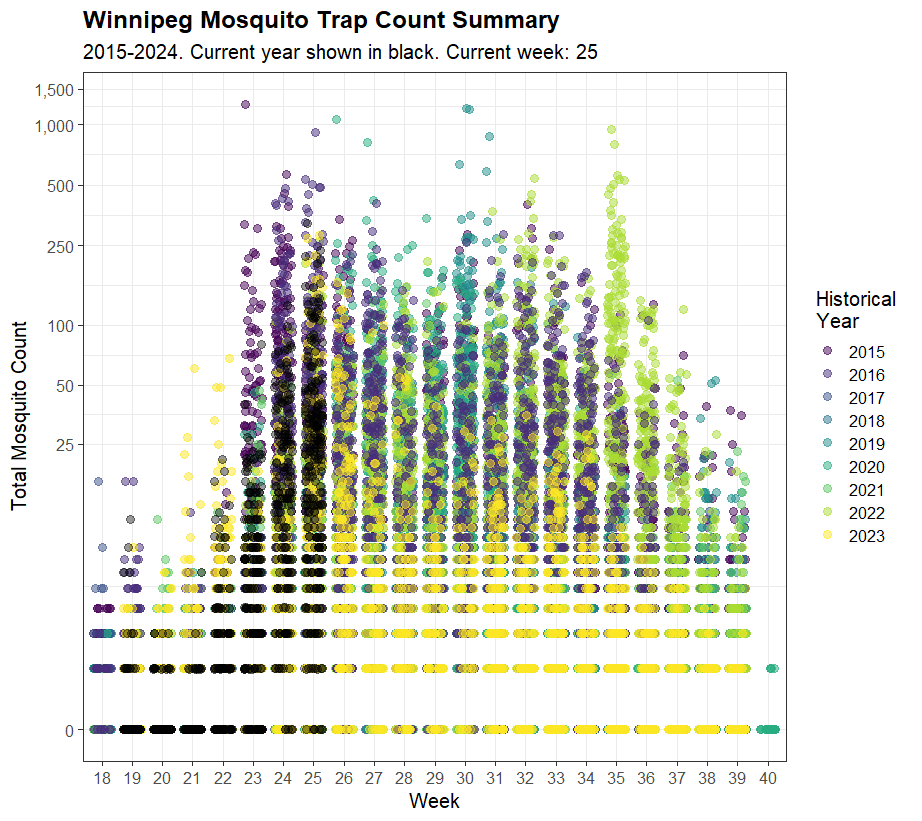 Winnipeg Mosquito Trap Count Summary
2015-2024. Current year shown in black. Current week: 25
Total Mosquito Count
1,500
1,000
500
250
100
50
25
0
18 19 20 21 22 23 24 25 26 27 28 29 30 31 32 33 34 35 36 37 38 39 40
Week
Historical
Year
2015
2016
2017
2018
2019
2020
2021
2022
2023